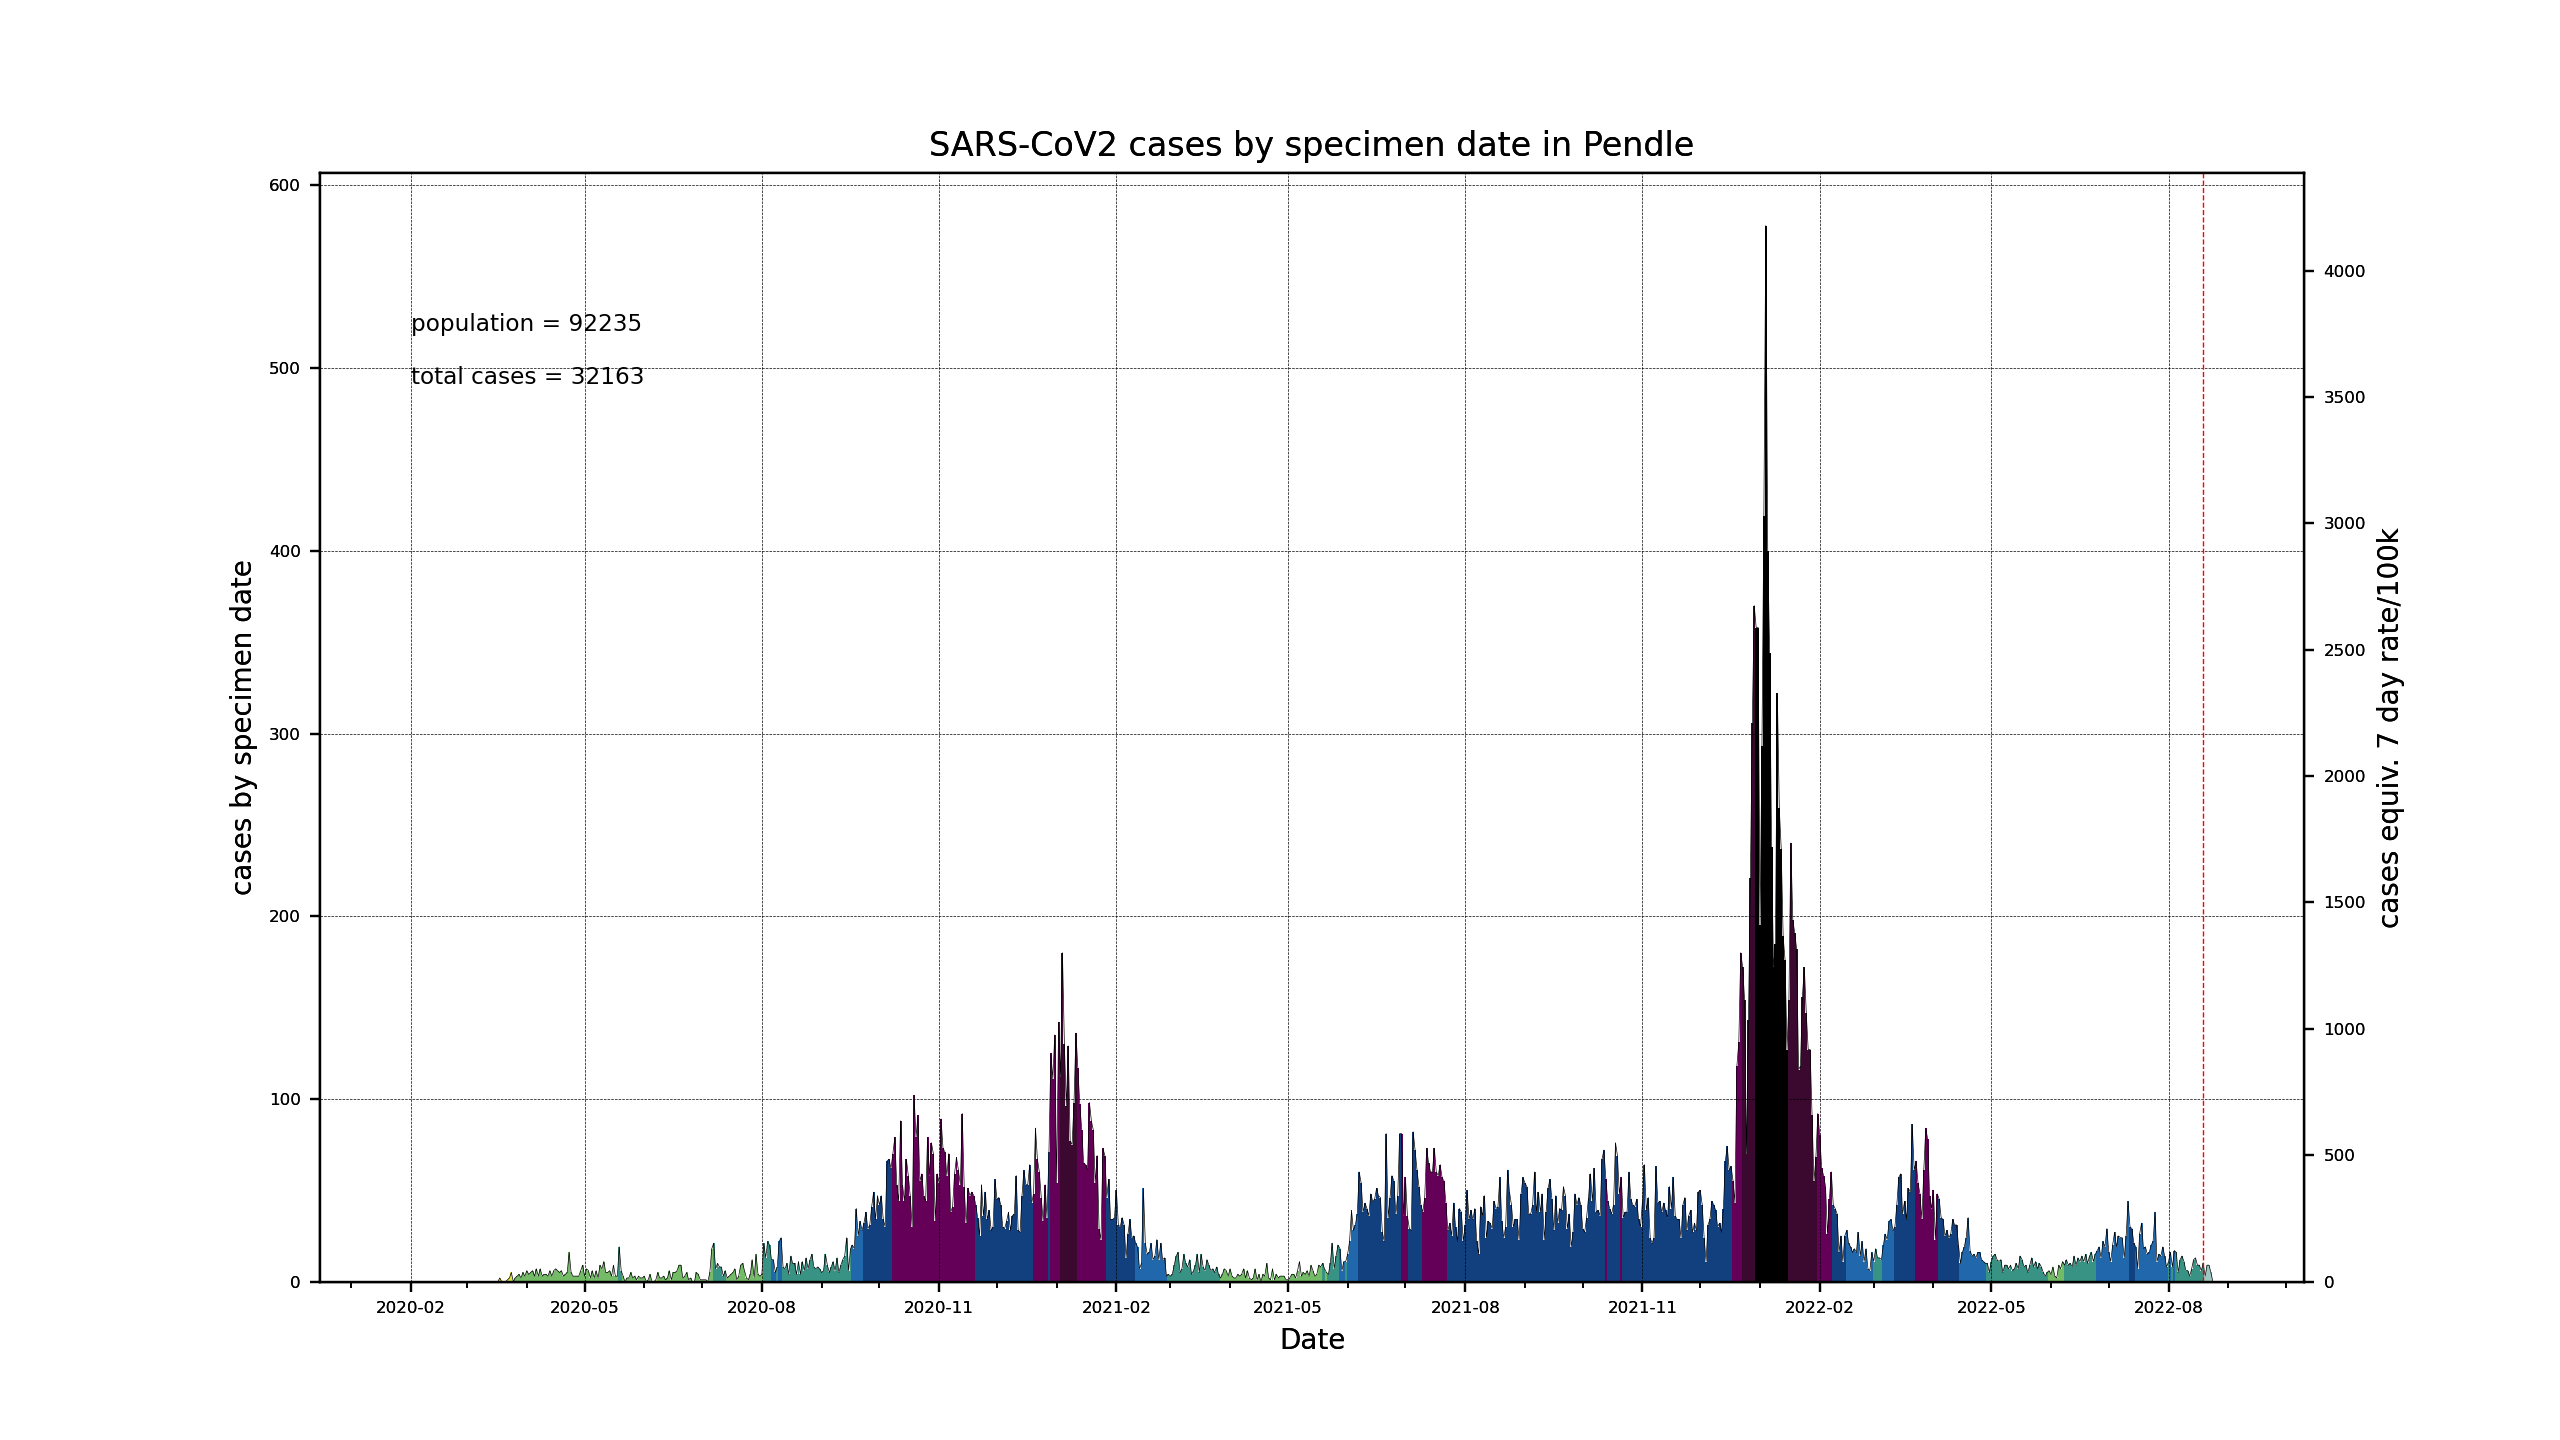 SARS-CoV2 cases by specimen date in Pendle
600
500
400
300
200
100
0
cases by specimen date
population = 92235
total cases = 32163
4000
3500
3000
2500
2000
1500
1000
500
0
cases equiv. 7 day rate/100k
2020-02 2020-05 2020-08 2020-11 2021-02 2021-05 2021-08 2021-11 2022-02 2022-05 2022-08
Date